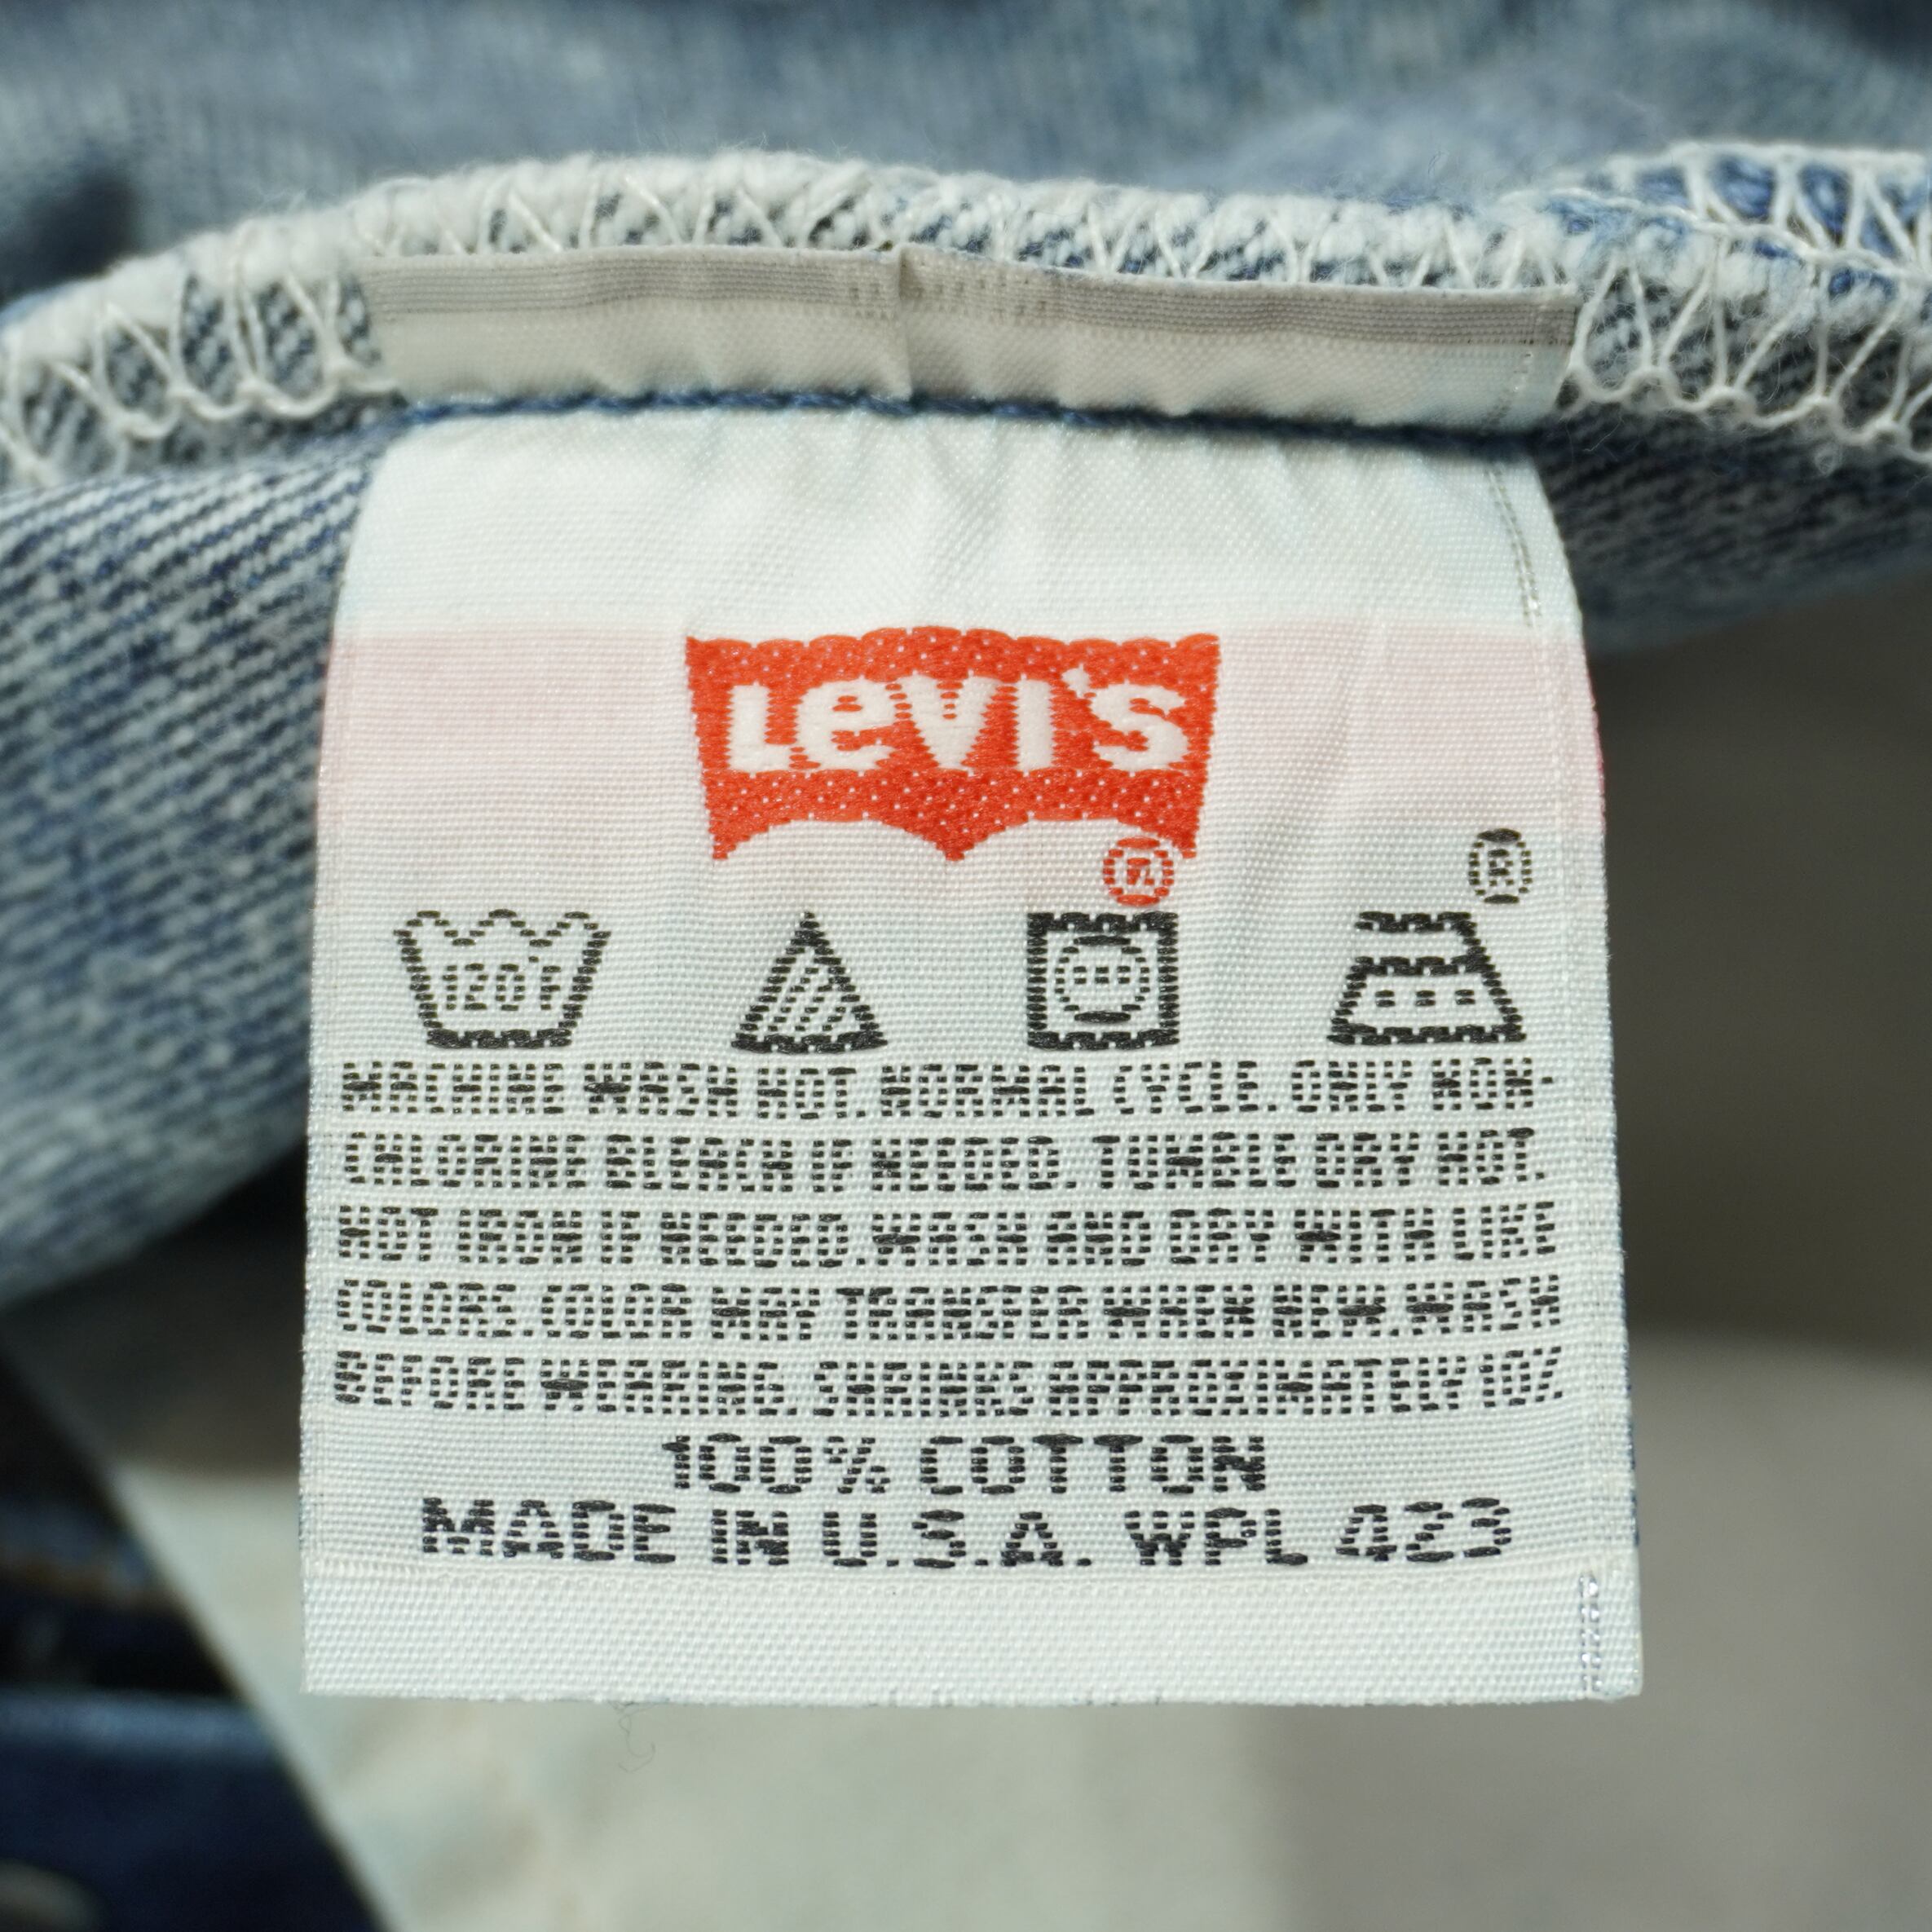 LEVI'S
®
®
120°F
MACHINE WASH HOT. NORMAL CYCLE. ONLY NON-
CHLORINE BLEACH IF NEEDED. TUMBLE DRY HOT.
HOT IRON IF NEEDED. WASH AND DRY WITH LIKE
COLORS. COLOR MAY TRANSFER WHEN NEW. WASH
BEFORE WEARING. SHRINKS APPROXIMATELY 10%.
100% COTTON
MADE IN U.S.A. WPL 423